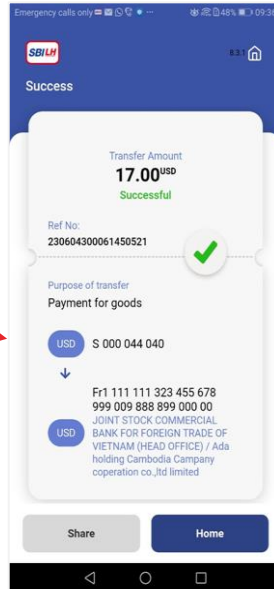 Emergency calls only 48% 09:36
SBI LH
8.3.1
Success
Transfer Amount
17.00USD
Successful
Ref No:
230604300061450521
Purpose of transfer
Payment for goods
USD S 000 044 040
Fr1 111 111 323 455 678
999 009 888 899 000 00
USD
JOINT STOCK COMMERCIAL
BANK FOR FOREIGN TRADE OF
VIETNAM (HEAD OFFICE) / Ada
holding Cambodia Campany
coperation co.,ltd limited
Share Home